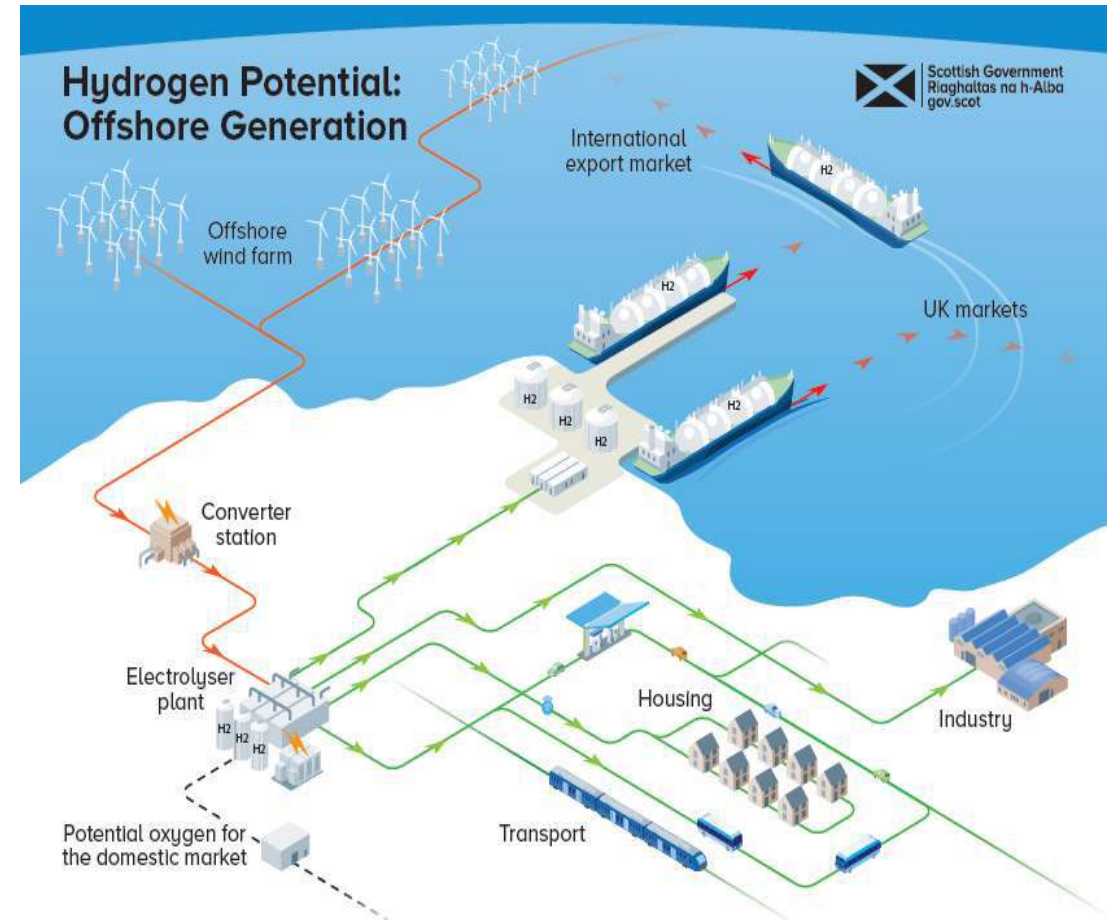 Hydrogen Potential:
Offshore Generation
Scottish Government
Riaghaltas na h-Alba
gov.scot
International
export market
H2
Offshore
wind farm
H2
UK markets
H2
H2
H2
H2
Converter
station
Electrolyser
plant
Housing
Industry
H2
H2
H2
Potential oxygen for
the domestic market
Transport